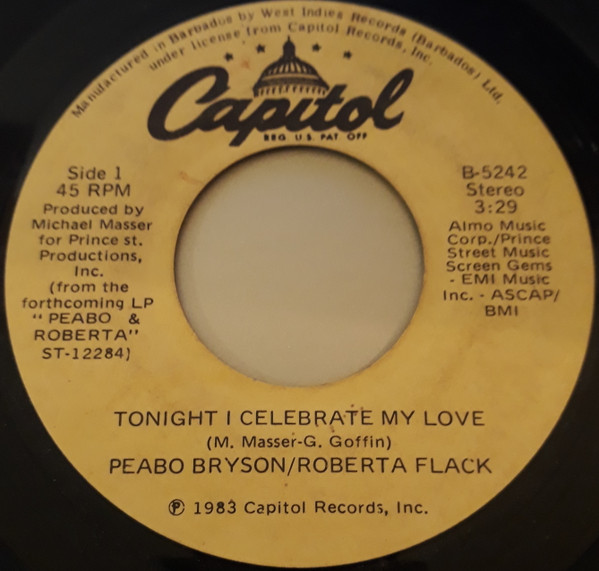 Manufactured in Barbados by West Indies Records (Barbados) Ltd.
under license from Capitol Records, Inc.
Capitol
REG. U.S. PAT. OFF
Side 1
45 RPM
Produced by
Michael Masser
for Prince st.
Productions,
Inc.
(from the
forthcoming LP
"PEABO &
ROBERTA"
ST-12284)
B-5242
Stereo
3:29
Almo Music
Corp./Prince
Street Music
Screen Gems
- EMI Music
Inc. - ASCAP/
BMI
TONIGHT I CELEBRATE MY LOVE
(M. Masser-G. Goffin)
PEABO BRYSON/ROBERTA FLACK
℗ 1983 Capitol Records, Inc.